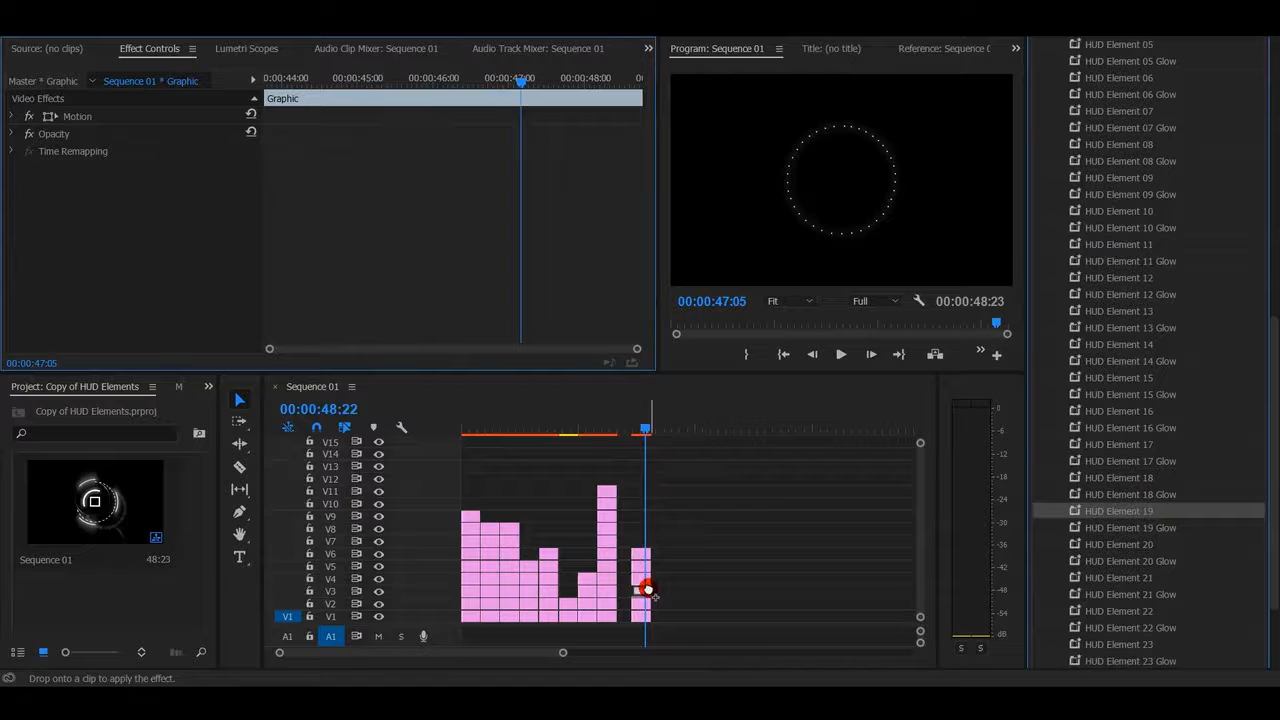 Source: (no clips)
Effect Controls
Lumetri Scopes
Audio Clip Mixer: Sequence 01
Audio Track Mixer: Sequence 01
Master * Graphic
Sequence 01 * Graphic
0:00:44:00
00:00:45:00
00:00:46:00
00:00:47:00
00:00:48:00
Video Effects
Graphic
fx Motion
fx Opacity
fx Time Remapping
00:00:47:05
Program: Sequence 01
Title: (no title)
Reference: Sequence
00:00:47:05
Fit
Full
00:00:48:23
HUD Element 05
HUD Element 05 Glow
HUD Element 06
HUD Element 06 Glow
HUD Element 07
HUD Element 07 Glow
HUD Element 08
HUD Element 08 Glow
HUD Element 09
HUD Element 09 Glow
HUD Element 10
HUD Element 10 Glow
HUD Element 11
HUD Element 11 Glow
HUD Element 12
HUD Element 12 Glow
HUD Element 13
HUD Element 13 Glow
HUD Element 14
HUD Element 14 Glow
HUD Element 15
HUD Element 15 Glow
HUD Element 16
HUD Element 16 Glow
HUD Element 17
HUD Element 17 Glow
HUD Element 18
HUD Element 18 Glow
HUD Element 19
HUD Element 19 Glow
HUD Element 20
HUD Element 20 Glow
HUD Element 21
HUD Element 21 Glow
HUD Element 22
HUD Element 22 Glow
HUD Element 23
HUD Element 23 Glow
Project: Copy of HUD Elements
M
Copy of HUD Elements.prproj
Sequence 01
48:23
Sequence 01
00:00:48:22
V15
V14
V13
V12
V11
V10
V9
V8
V7
V6
V5
V4
V3
V2
V1 V1
A1 A1 M S
0
-6
-12
-18
-24
-30
-36
-42
-48
-54
dB
S S
Drop onto a clip to apply the effect.